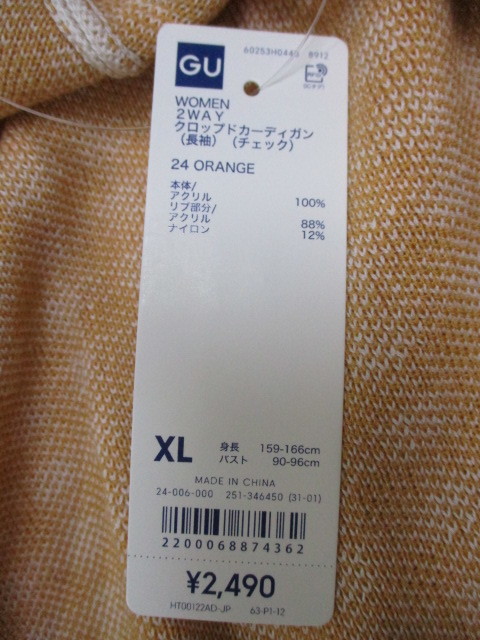 GU
60253H0449 8912
WOMEN
2WAY
クロップドカーディガン
（長袖）（チェック）
24 ORANGE
本体/
アクリル 100%
リブ部分/
アクリル 88%
ナイロン 12%
XL 身長 159-166cm
バスト 90-96cm
MADE IN CHINA
24-006-000 251-346450 (31-01)
2200068874362
¥2,490
HT00122AD-JP 63-P1-12